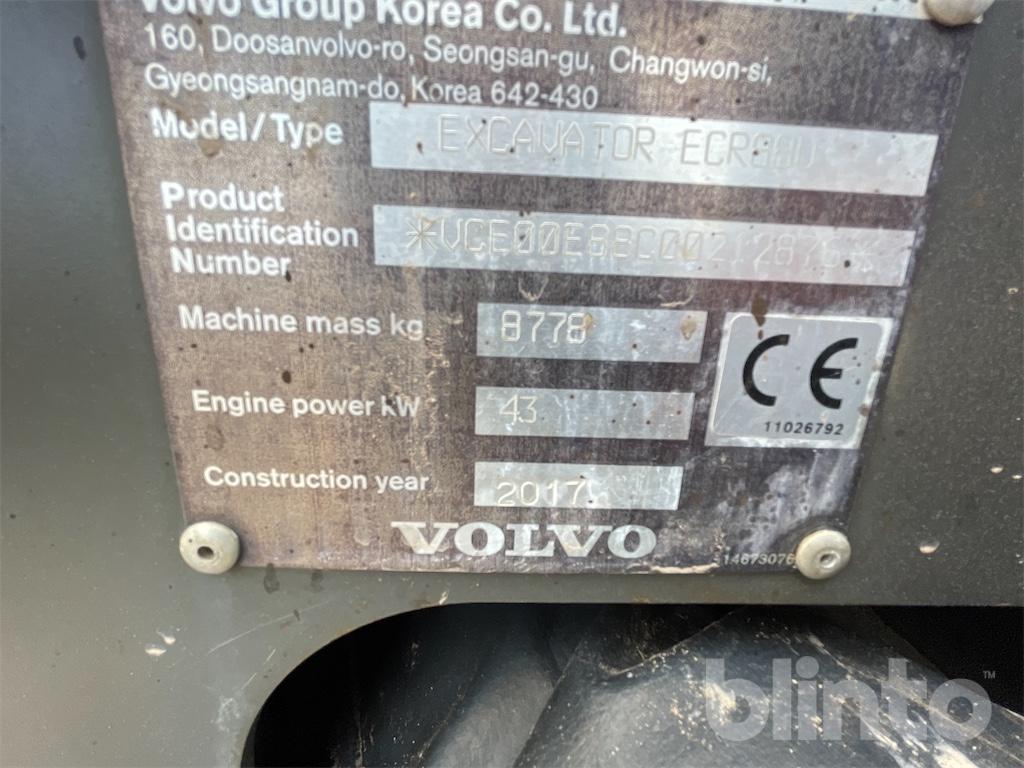 Volvo Group Korea Co. Ltd.
160, Doosanvolvo-ro, Seongsan-gu, Changwon-si,
Gyeongsangnam-do, Korea 642-430
Model/Type EXCAVATOR
Product
Identification
Number
Machine mass kg 8778
Engine power kW 43
CE
11026792
Construction year 2017
VOLVO
blinto™